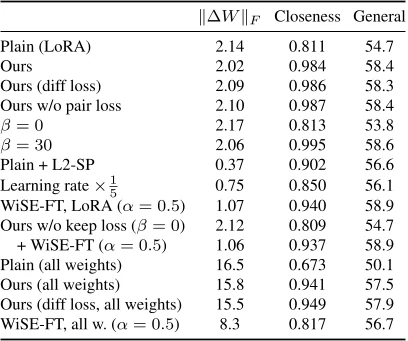 ‖ΔW‖F Closeness General
Plain (LoRA) 2.14 0.811 54.7
Ours 2.02 0.984 58.4
Ours (diff loss) 2.09 0.986 58.3
Ours w/o pair loss 2.10 0.987 58.4
β = 0 2.17 0.813 53.8
β = 30 2.06 0.995 58.6
Plain + L2-SP 0.37 0.902 56.6
Learning rate ×1/5 0.75 0.850 56.1
WiSE-FT, LoRA (α = 0.5) 1.07 0.940 58.9
Ours w/o keep loss (β = 0) 2.12 0.809 54.7
+ WiSE-FT (α = 0.5) 1.06 0.937 58.9
Plain (all weights) 16.5 0.673 50.1
Ours (all weights) 15.8 0.941 57.5
Ours (diff loss, all weights) 15.5 0.949 57.9
WiSE-FT, all w. (α = 0.5) 8.3 0.817 56.7